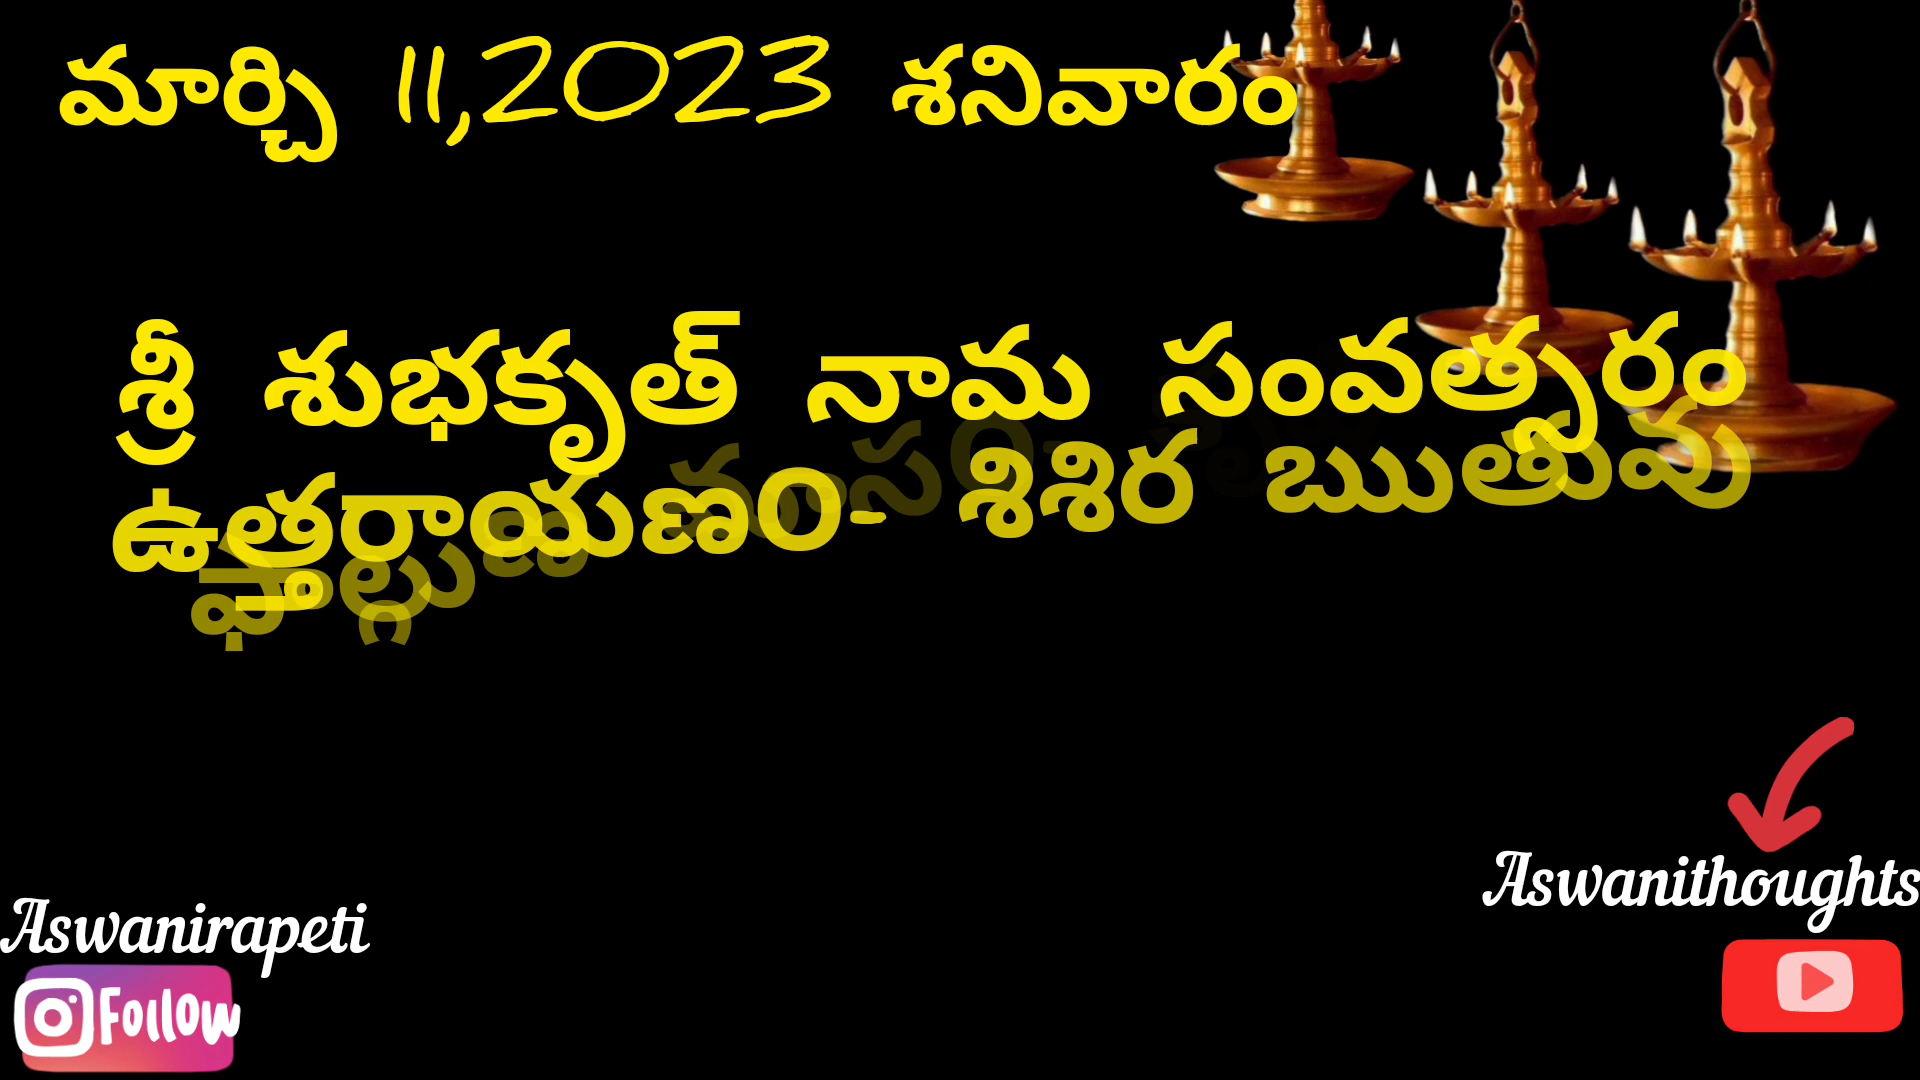 మార్చి 11,2023 శనివారం
శ్రీ శుభకృత్ నామ సంవత్సరం
ఉత్తర్గాయణం- శిశిర ఋతువు
ఫాల్గుణ మాసం-
Aswanithoughts
Aswanirapeti
Follow